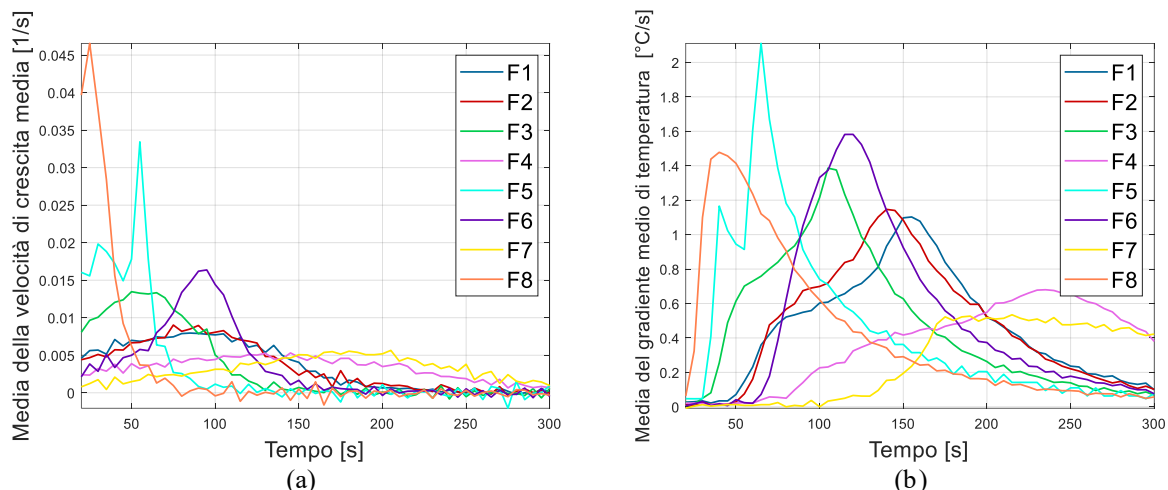 Media della velocità di crescita media [1/s]
0.045
0.04
0.035
0.03
0.025
0.02
0.015
0.01
0.005
0
50
100
150
200
250
300
Tempo [s]
F1
F2
F3
F4
F5
F6
F7
F8
(a)
Media del gradiente medio di temperatura [°C/s]
2
1.8
1.6
1.4
1.2
1
0.8
0.6
0.4
0.2
0
50
100
150
200
250
300
Tempo [s]
F1
F2
F3
F4
F5
F6
F7
F8
(b)